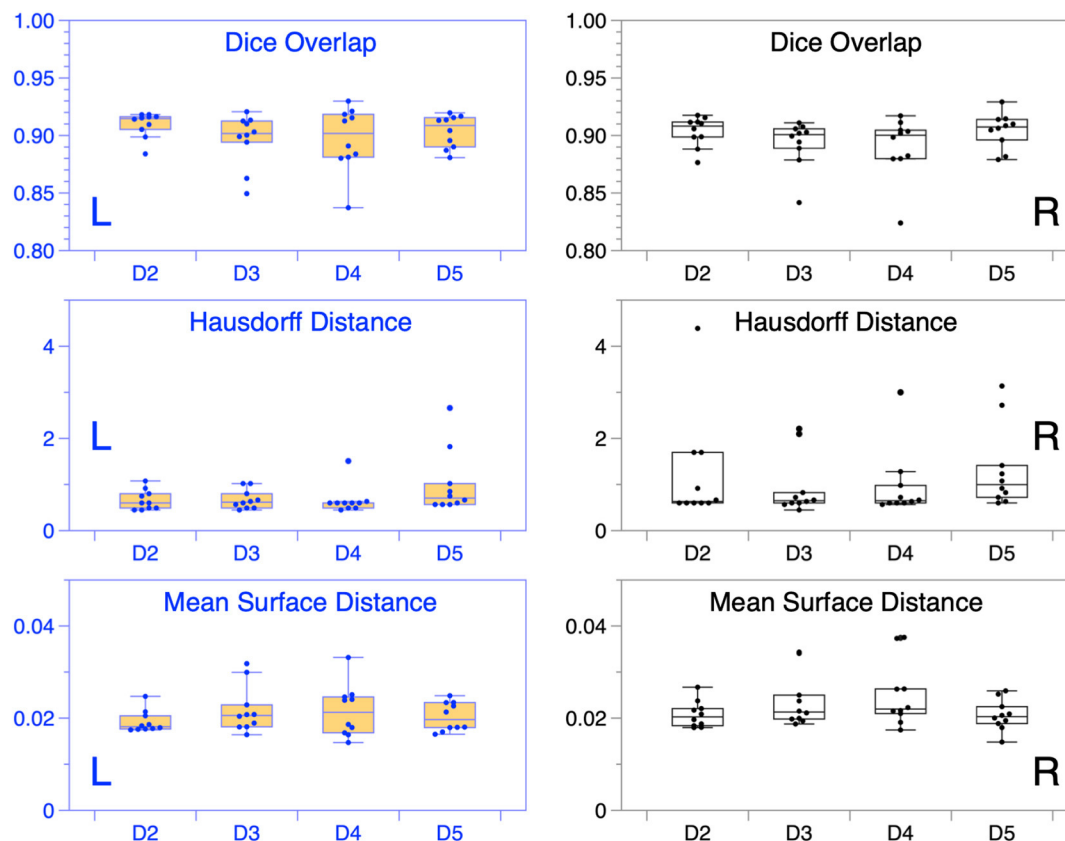 Dice Overlap
1.00
0.95
0.90
0.85
0.80
L
D2 D3 D4 D5
Dice Overlap
1.00
0.95
0.90
0.85
0.80
R
D2 D3 D4 D5
Hausdorff Distance
4
2
0
L
D2 D3 D4 D5
Hausdorff Distance
4
2
0
R
D2 D3 D4 D5
Mean Surface Distance
0.04
0.02
0
L
D2 D3 D4 D5
Mean Surface Distance
0.04
0.02
0
R
D2 D3 D4 D5